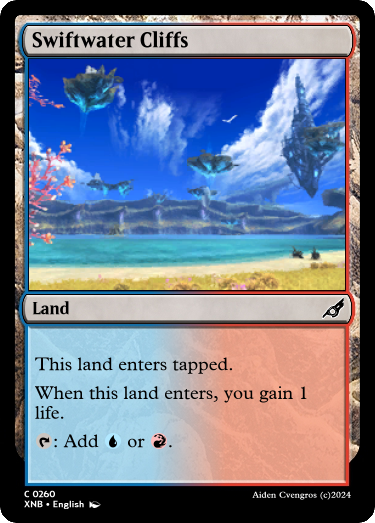 Swiftwater Cliffs
Land
This land enters tapped.
When this land enters, you gain 1
life.
: Add or .
C 0260
XNB • English
Aiden Cvengros (c)2024